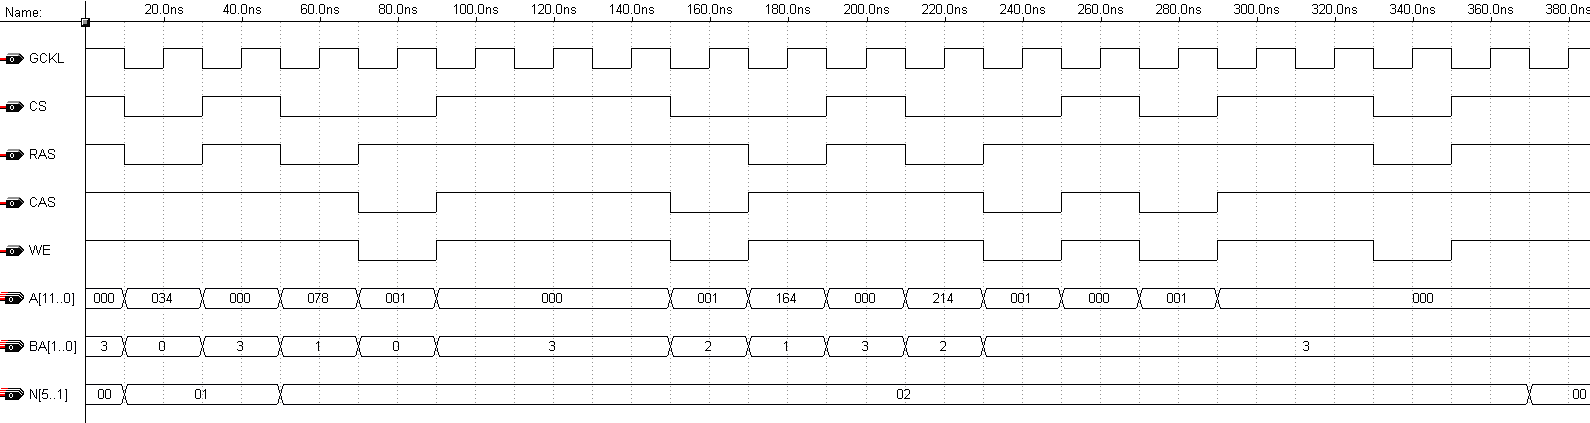 Name: 20.0ns 40.0ns 60.0ns 80.0ns 100.0ns 120.0ns 140.0ns 160.0ns 180.0ns 200.0ns 220.0ns 240.0ns 260.0ns 280.0ns 300.0ns 320.0ns 340.0ns 360.0ns 380.0ns
GCKL
CS
RAS
CAS
WE
A[11..0] 000 034 000 078 001 000 001 164 000 214 001 000 001 000
BA[1..0] 3 0 3 1 0 3 2 1 3 2 3
N[5..1] 00 01 02 00